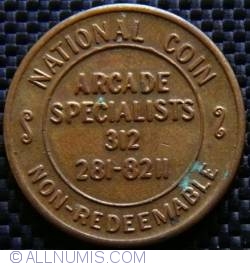 NATIONAL COIN
ARCADE
SPECIALISTS
312
281-8211
NON-REDEEMABLE
© ALLNUMIS.COM